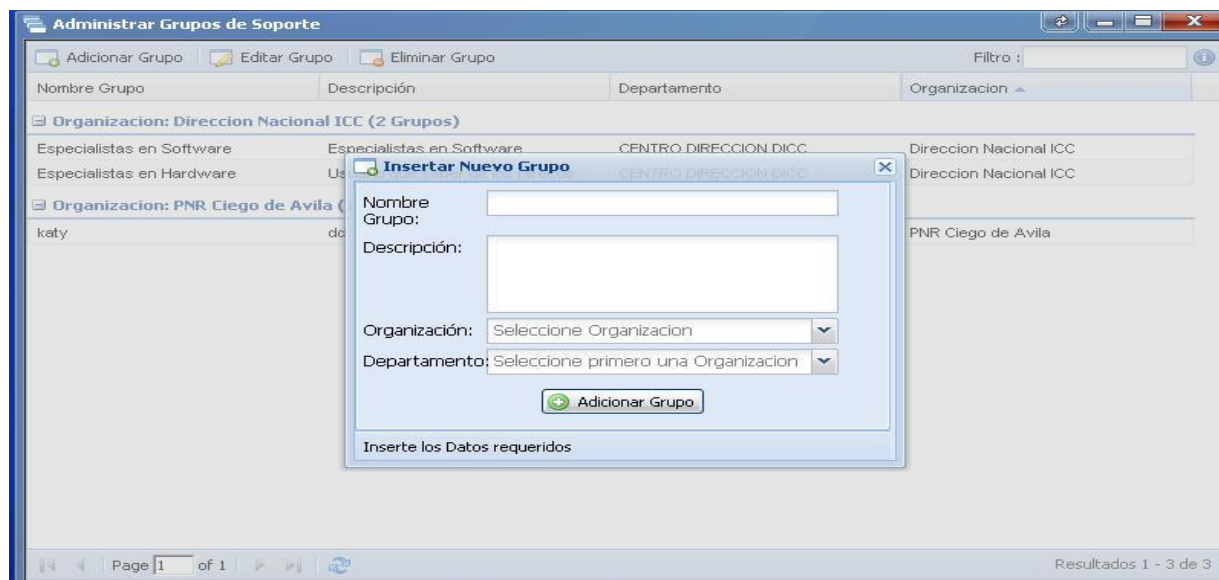 Administrar Grupos de Soporte
Adicionar Grupo Editar Grupo Eliminar Grupo Filtro :
Nombre Grupo Descripción Departamento Organizacion
Organizacion: Direccion Nacional ICC (2 Grupos)
Especialistas en Software Especialistas en Software CENTRO DIRECCION DICC Direccion Nacional ICC
Especialistas en Hardware CENTRO DIRECCION DICC Direccion Nacional ICC
Organizacion: PNR Ciego de Avila (
katy PNR Ciego de Avila
Insertar Nuevo Grupo
Nombre
Grupo:
Descripción:
Organización: Seleccione Organizacion
Departamento: Seleccione primero una Organizacion
Adicionar Grupo
Inserte los Datos requeridos
Page 1 of 1 Resultados 1 - 3 de 3